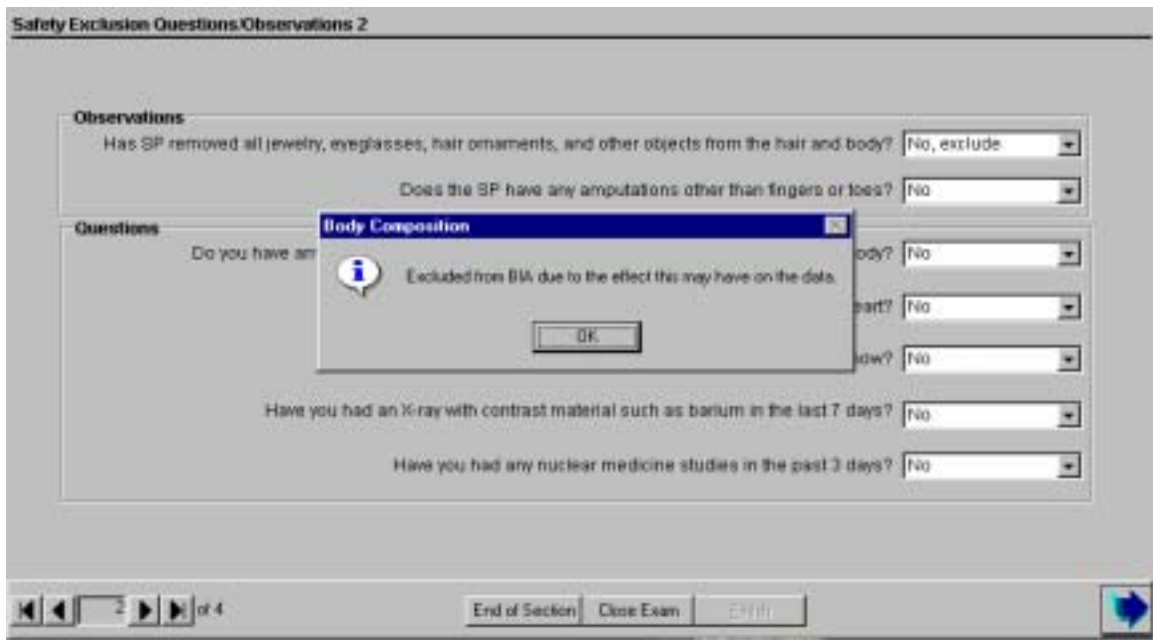 Safety Exclusion Questions/Observations 2
Observations
Has SP removed all jewelry, eyeglasses, hair ornaments, and other objects from the hair and body? No, exclude
Does the SP have any amputations other than fingers or toes? No
Questions
Body Composition
Do you have ody? No
Excluded from BIA due to the effect this may have on the data.
eart? No
OK
now? No
Have you had an X-ray with contrast material such as barium in the last 7 days? No
Have you had any nuclear medicine studies in the past 3 days? No
2 of 4 End of Section Close Exam